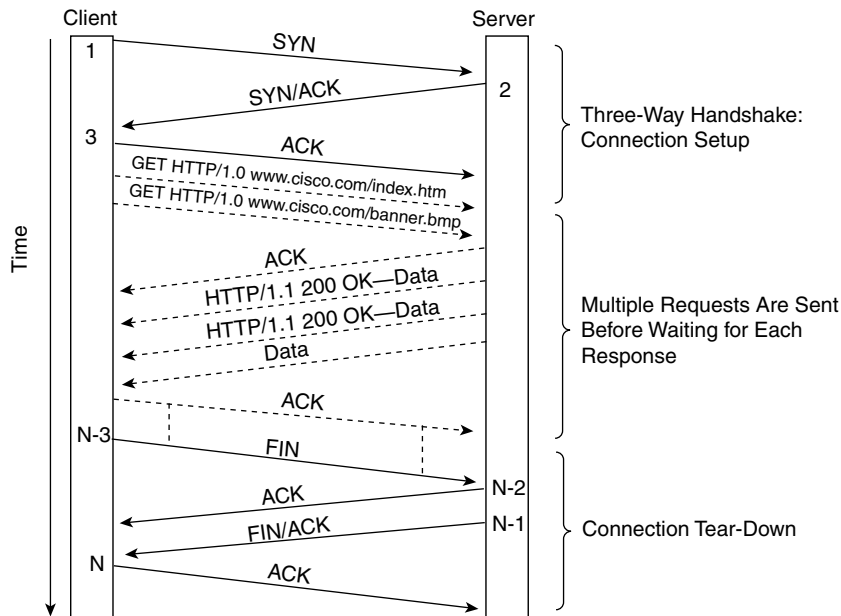 Client
Server
1
SYN
2
SYN/ACK
Three-Way Handshake:
Connection Setup
3
ACK
GET HTTP/1.0 www.cisco.com/index.htm
GET HTTP/1.0 www.cisco.com/banner.bmp
Time
ACK
HTTP/1.1 200 OK—Data
HTTP/1.1 200 OK—Data
Data
Multiple Requests Are Sent
Before Waiting for Each
Response
ACK
N-3
FIN
N-2
ACK
N-1
FIN/ACK
Connection Tear-Down
N
ACK